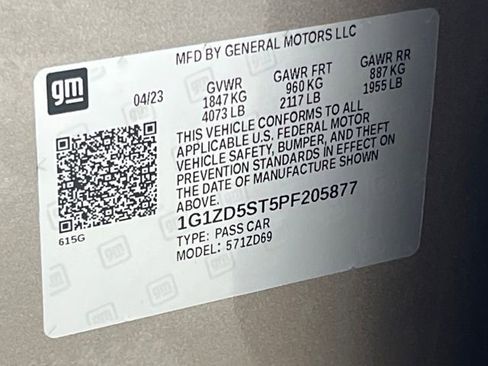 MFD BY GENERAL MOTORS LLC
gm
04/23
GVWR GAWR FRT GAWR RR
1847 KG 960 KG 887 KG
4073 LB 2117 LB 1955 LB
THIS VEHICLE CONFORMS TO ALL
APPLICABLE U.S. FEDERAL MOTOR
VEHICLE SAFETY, BUMPER, AND THEFT
PREVENTION STANDARDS IN EFFECT ON
THE DATE OF MANUFACTURE SHOWN
ABOVE.
1G1ZD5ST5PF205877
615G
TYPE: PASS CAR
MODEL: 571ZD69